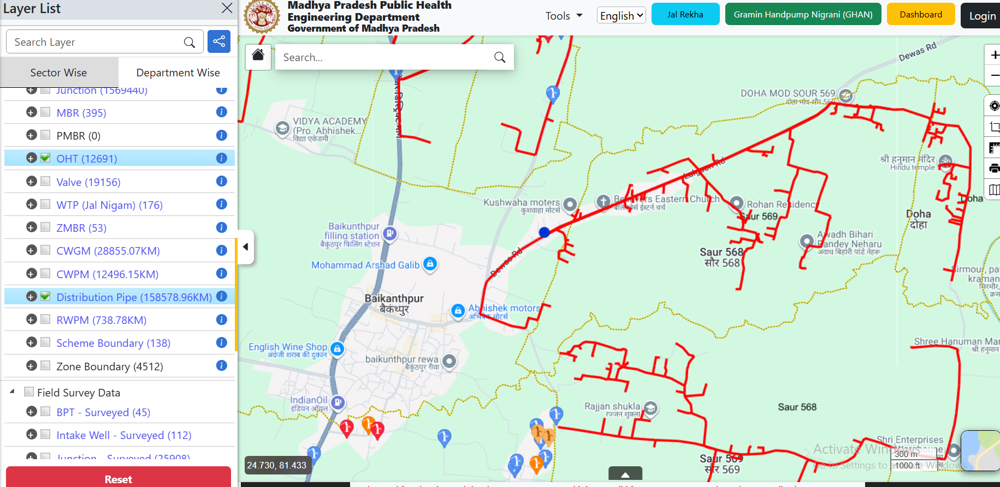 Layer List
Search Layer
Sector Wise
Department Wise
Junction (1569440)
MBR (395)
PMBR (0)
OHT (12691)
Valve (19156)
WTP (Jal Nigam) (176)
ZMBR (53)
CWGM (28855.07KM)
CWPM (12496.15KM)
Distribution Pipe (158578.96KM)
RWPM (738.78KM)
Scheme Boundary (138)
Zone Boundary (4512)
Field Survey Data
BPT - Surveyed (45)
Intake Well - Surveyed (112)
Junction - Surveyed (25908)
Reset
Madhya Pradesh Public Health
Engineering Department
Government of Madhya Pradesh
Tools
English
Jal Rekha
Gramin Handpump Nigrani (GHAN)
Dashboard
Login
Search...
Dewas Rd
DOHA MOD SOUR 569
दोहा मोद सौर 569
VIDYA ACADEMY
(Pro. Abhishek...
विद्या एकेडमी
श्री हनुमान मंदिर
Hindu temple
Lalgaon Rd
Kushwaha moters
कुशवाहा मोटर्स
Believers Eastern Church
बिलिवर्स ईस्टर्न चर्च
Rohan Residency
Saur 569
Doha
Doha
दोहा
Baikunthpur
filling station
बैकुंठपुर फिलिंग स्टेशन
Awadh Bihari
Pandey Neharu
अवाध बिहारी पांडे नेहरू
Saur 568
सौर 568
Mohammad Arshad Galib
Dewas Rd
Sirmour, pa
kraman
सिरमौर,
क्रम
Baikanthpur
बैकंथ्पुर
Abhishek motors
अभिषेक मोटर्स
English Wine Shop
अंग्रेजी शराब की दुकान
Shree Hanuman Mar
श्री हनुमान
baikunthpur rewa
बैकुंठपुर रीवा
IndianOil
इंडियन ऑयल
Rajjan shukla
रज्जन शुक्ला
Saur 568
Shri Enterprises
Warehouse
Saur 569
सौर 569
24.730, 81.433
300 m
1000 ft
Activate Windows
Go to Settings to activate Windows.